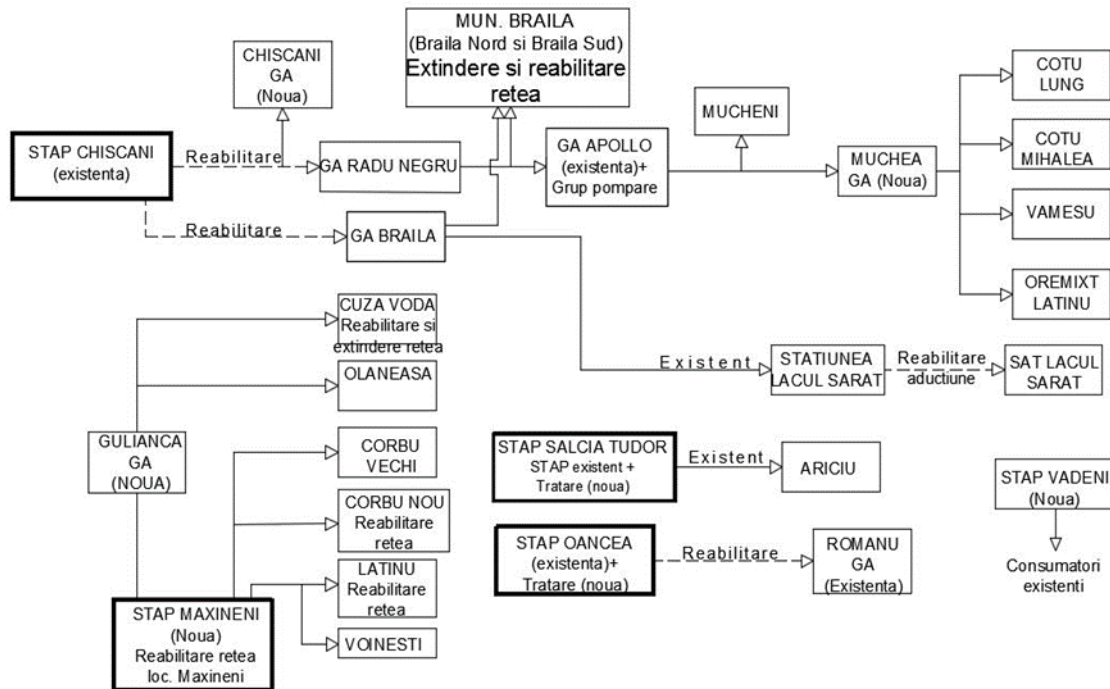 MUN. BRAILA
(Braila Nord si Braila Sud)
Extindere si reabilitare
retea
CHISCANI
GA
(Noua)
COTU
LUNG
MUCHENI
STAP CHISCANI
(existenta)
Reabilitare
GA RADU NEGRU
GA APOLLO
(existenta)+
Grup pompare
MUCHEA
GA (Noua)
COTU
MIHALEA
Reabilitare
GA BRAILA
VAMESU
OREMIXT
LATINU
CUZA VODA
Reabilitare si
extindere retea
OLANEASA
Existent
STATIUNEA
LACUL SARAT
Reabilitare
aductiune
SAT LACUL
SARAT
GULIANCA
GA
(NOUA)
CORBU
VECHI
STAP SALCIA TUDOR
STAP existent +
Tratare (noua)
Existent
ARICIU
STAP VADENI
(Noua)
CORBU NOU
Reabilitare
retea
STAP OANCEA
(existenta)+
Tratare (noua)
Reabilitare
ROMANU
GA
(Existenta)
Consumatori
existenti
LATINU
Reabilitare
retea
STAP MAXINENI
(Noua)
Reabilitare retea
loc. Maxineni
VOINESTI